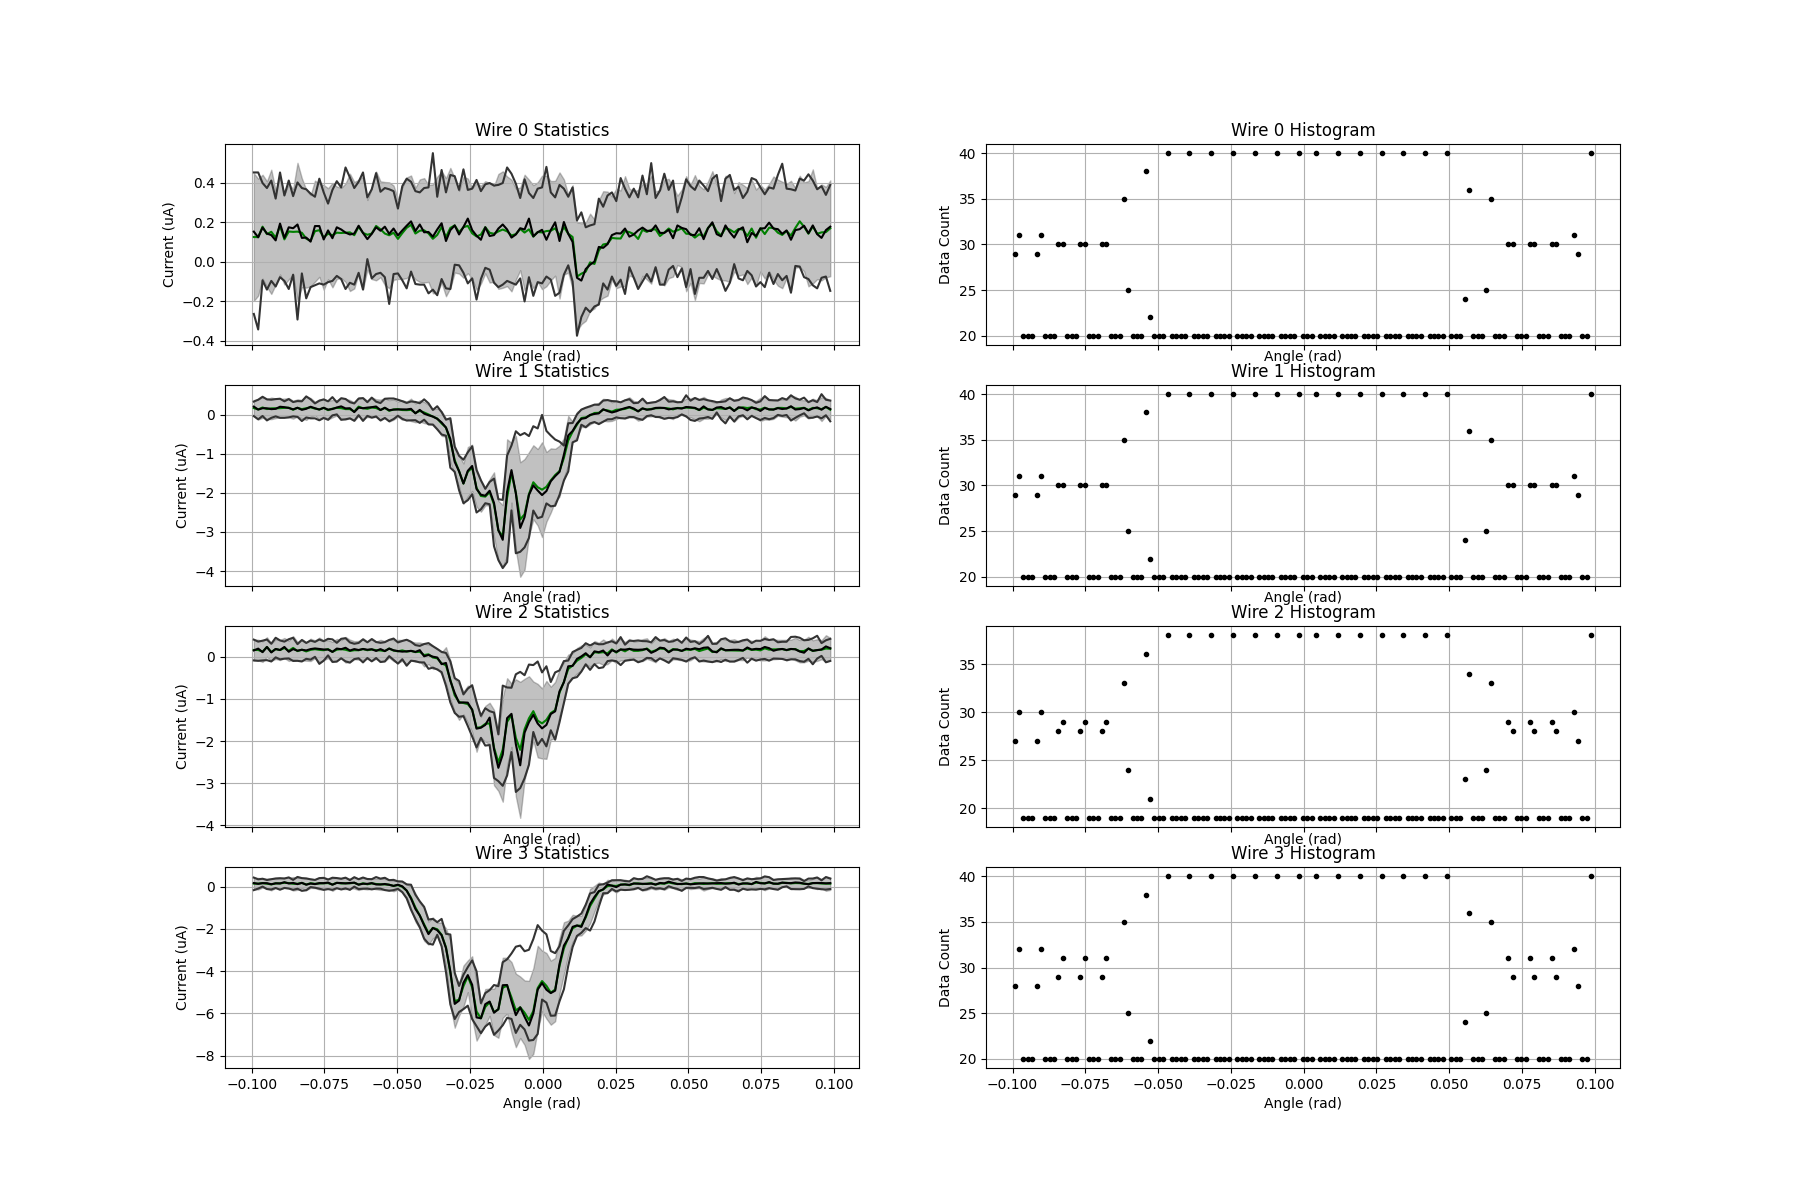 Wire 0 Statistics
Current (uA)
0.4
0.2
0.0
−0.2
−0.4
Angle (rad)
Wire 0 Histogram
Data Count
40
35
30
25
20
Angle (rad)
Wire 1 Statistics
Current (uA)
0
−1
−2
−3
−4
Angle (rad)
Wire 1 Histogram
Data Count
40
35
30
25
20
Angle (rad)
Wire 2 Statistics
Current (uA)
0
−1
−2
−3
−4
Angle (rad)
Wire 2 Histogram
Data Count
35
30
25
20
Angle (rad)
Wire 3 Statistics
Current (uA)
0
−2
−4
−6
−8
−0.100 −0.075 −0.050 −0.025 0.000 0.025 0.050 0.075 0.100
Angle (rad)
Wire 3 Histogram
Data Count
40
35
30
25
20
−0.100 −0.075 −0.050 −0.025 0.000 0.025 0.050 0.075 0.100
Angle (rad)